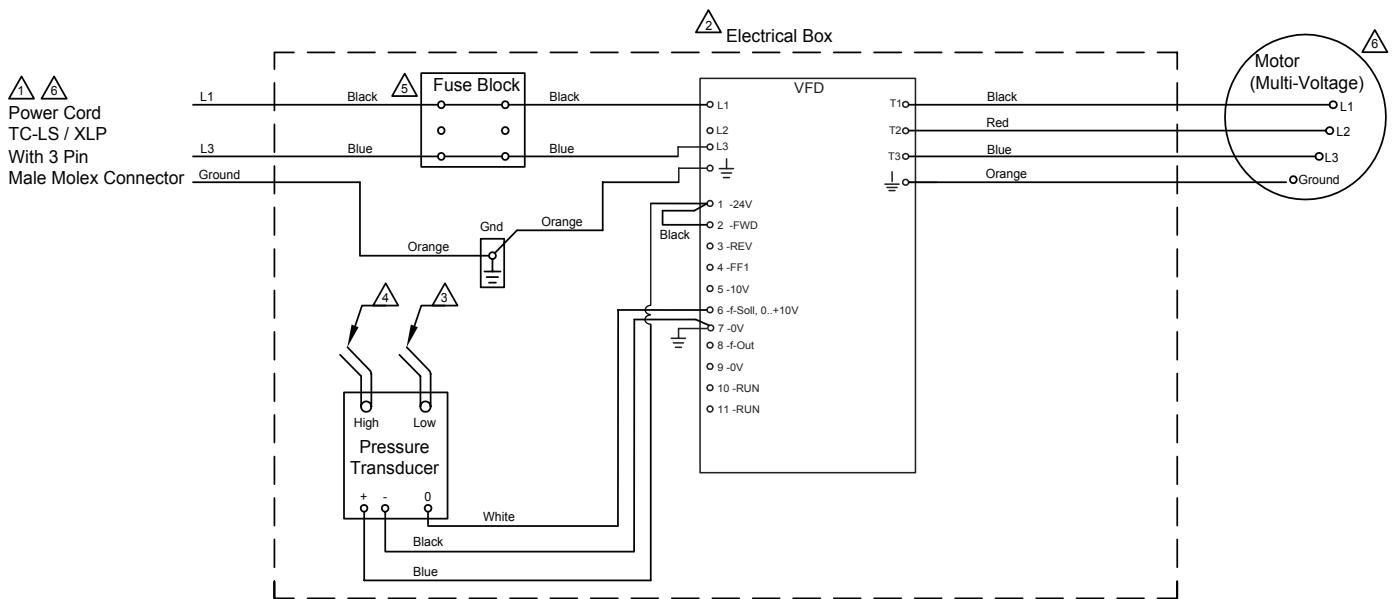 2
Electrical Box
1 6
Power Cord
TC-LS / XLP
With 3 Pin
Male Molex Connector
L1
L3
Ground
Black
Blue
5
Fuse Block
Black
Blue
Gnd
Orange
Orange
VFD
L1
L2
L3
1 -24V
2 -FWD
3 -REV
4 -FF1
5 -10V
6 -f-Soll, 0..+10V
7 -0V
8 -f-Out
9 -0V
10 -RUN
11 -RUN
Black
T1
T2
T3
Black
Red
Blue
Orange
6
Motor
(Multi-Voltage)
L1
L2
L3
Ground
4
3
High
Low
Pressure
Transducer
+ - 0
White
Black
Blue